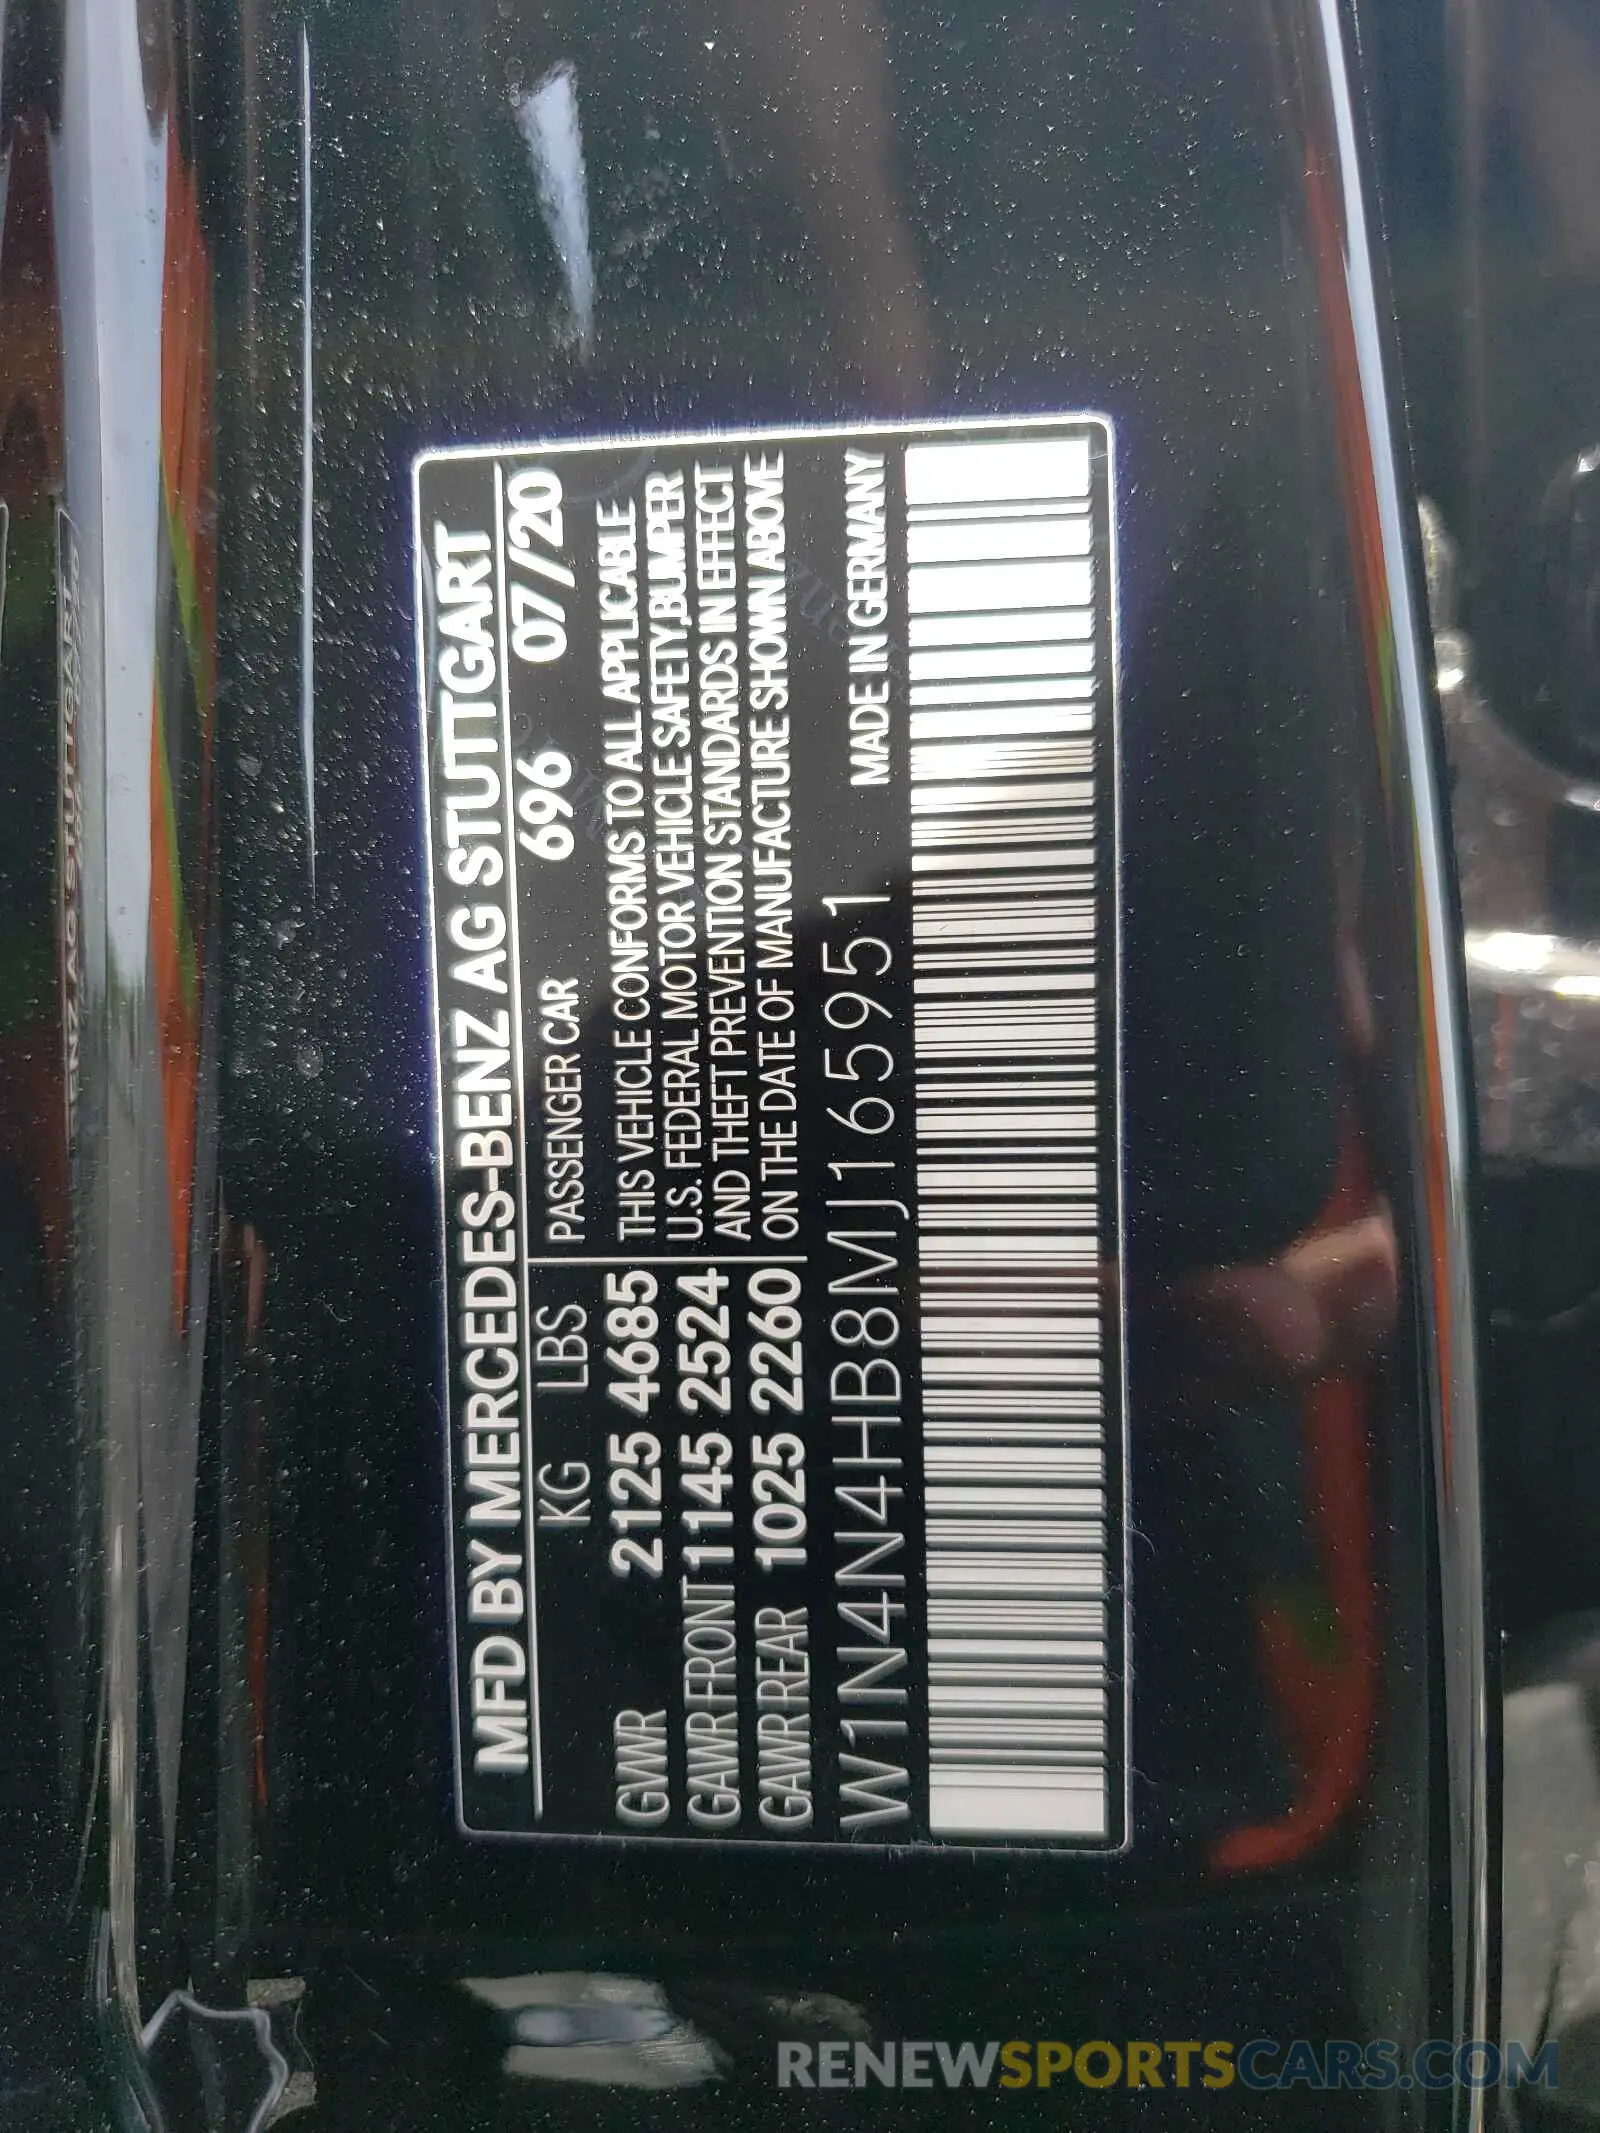 MFD BY MERCEDES-BENZ AG STUTTGART
KG LBS PASSENGER CAR 696 07/20
GVWR 2125 4685 THIS VEHICLE CONFORMS TO ALL APPLICABLE
GAWR FRONT 1145 2524 U.S. FEDERAL MOTOR VEHICLE SAFETY,BUMPER
AND THEFT PREVENTION STANDARDS IN EFFECT
GAWR REAR 1025 2260 ON THE DATE OF MANUFACTURE SHOWN ABOVE
W1N4N4HB8MJ165951 MADE IN GERMANY
RENEWSPORTSCARS.COM